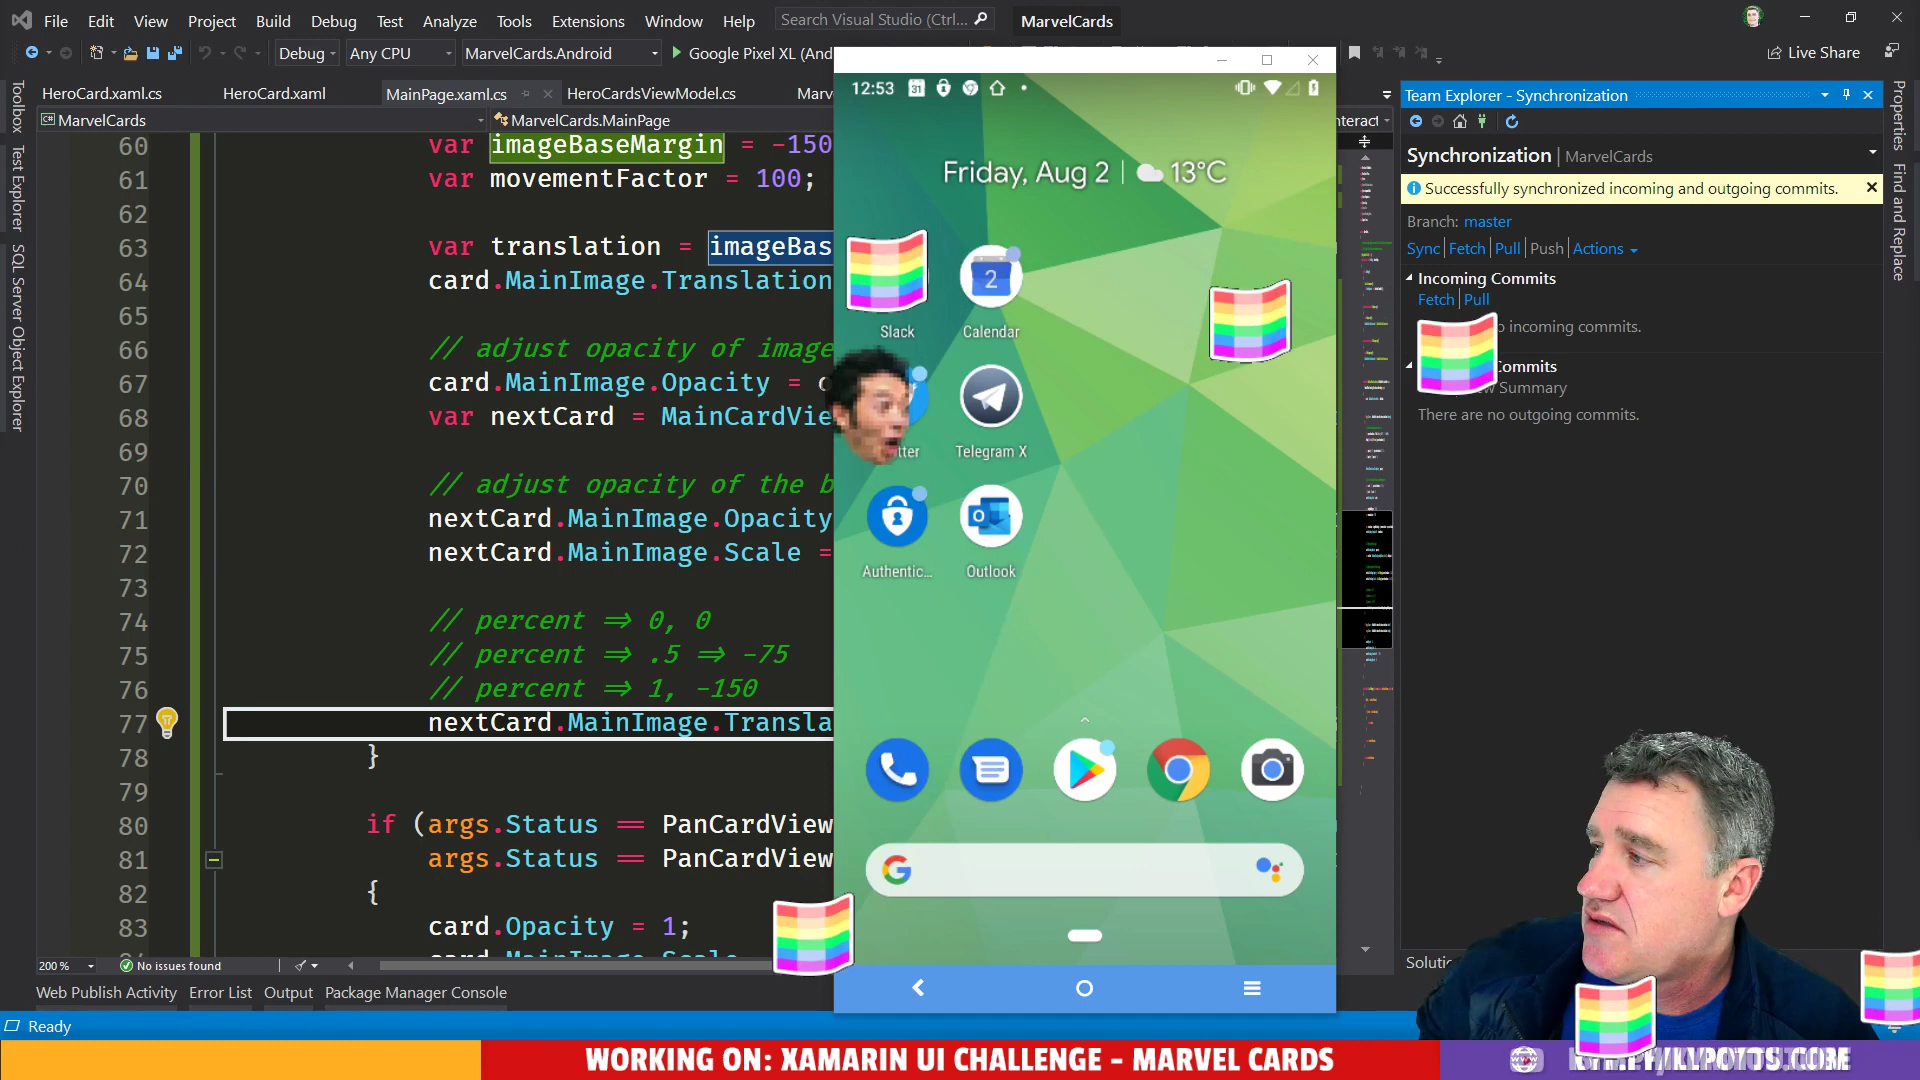 File Edit View Project Build Debug Test Analyze Tools Extensions Window Help Search Visual Studio (Ctrl... MarvelCards
Debug Any CPU MarvelCards.Android Google Pixel XL (And Live Share
HeroCard.xaml.cs HeroCard.xaml MainPage.xaml.cs HeroCardsViewModel.cs Marv
MarvelCards MarvelCards.MainPage nteract
Toolbox
Test Explorer
SQL Server Object Explorer
60 var imageBaseMargin = -150
61 var movementFactor = 100;
62
63 var translation = imageBas
64 card.MainImage.Translation
65
66 // adjust opacity of image
67 card.MainImage.Opacity =
68 var nextCard = MainCardVie
69
70 // adjust opacity of the b
71 nextCard.MainImage.Opacity
72 nextCard.MainImage.Scale =
73
74 // percent => 0, 0
75 // percent => .5 => -75
76 // percent => 1, -150
77 nextCard.MainImage.Transla
78 }
79
80 if (args.Status == PanCardView
81 args.Status == PanCardView
82 {
83 card.Opacity = 1;
card.MainImage.Scale
200 % No issues found
Web Publish Activity Error List Output Package Manager Console
Ready
12:53 31
Friday, Aug 2 | 13°C
2
Slack Calendar
tter Telegram X
Authentic... Outlook
Team Explorer - Synchronization
Synchronization | MarvelCards
Successfully synchronized incoming and outgoing commits.
Branch: master
Sync Fetch Pull Push Actions
Incoming Commits
Fetch Pull
o incoming commits.
Commits
Summary
There are no outgoing commits.
Properties
Find and Replace
Soluti
WORKING ON: XAMARIN UI CHALLENGE - MARVEL CARDS